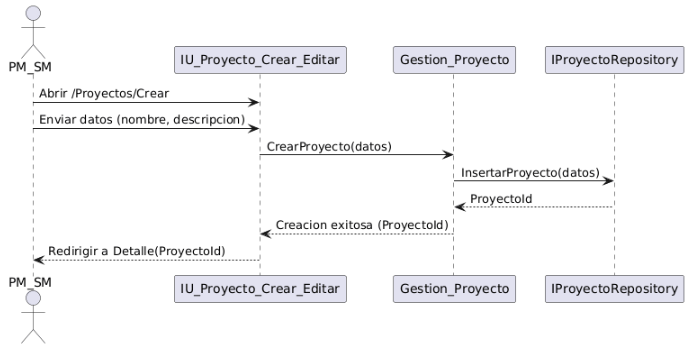 PM_SM
IU_Proyecto_Crear_Editar
Gestion_Proyecto
IProyectoRepository
Abrir /Proyectos/Crear
Enviar datos (nombre, descripcion)
CrearProyecto(datos)
InsertarProyecto(datos)
ProyectoId
Creacion exitosa (ProyectoId)
Redirigir a Detalle(ProyectoId)
PM_SM
IU_Proyecto_Crear_Editar
Gestion_Proyecto
IProyectoRepository